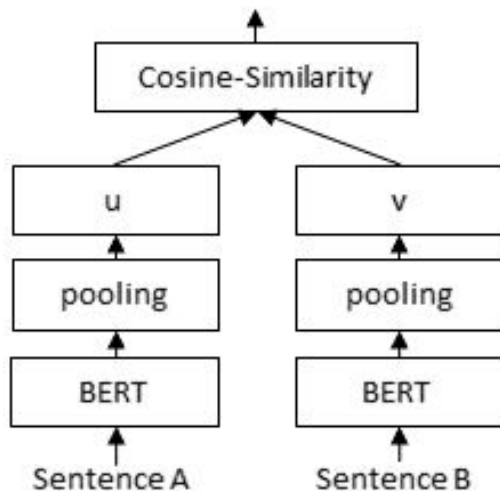 Cosine-Similarity
u v
pooling pooling
BERT BERT
Sentence A Sentence B